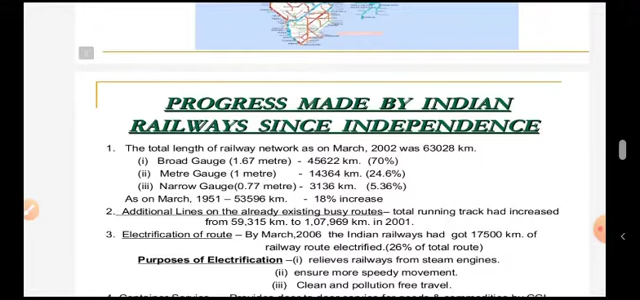 PROGRESS MADE BY INDIAN
RAILWAYS SINCE INDEPENDENCE
1. The total length of railway network as on March, 2002 was 63028 km.
(i) Broad Gauge (1.67 metre) - 45622 km. (70%)
(ii) Metre Gauge (1 metre) - 14364 km. (24.6%)
(iii) Narrow Gauge(0.77 metre) - 3136 km. (5.36%)
As on March, 1951 – 53596 km. - 18% increase
2. Additional Lines on the already existing busy routes– total running track had increased
from 59,315 km. to 1,07,969 km. in 2001.
3. Electrification of route – By March,2006 the Indian railways had got 17500 km. of
railway route electrified.(26% of total route)
Purposes of Electrification –(i) relieves railways from steam engines.
(ii) ensure more speedy movement.
(iii) Clean and pollution free travel.